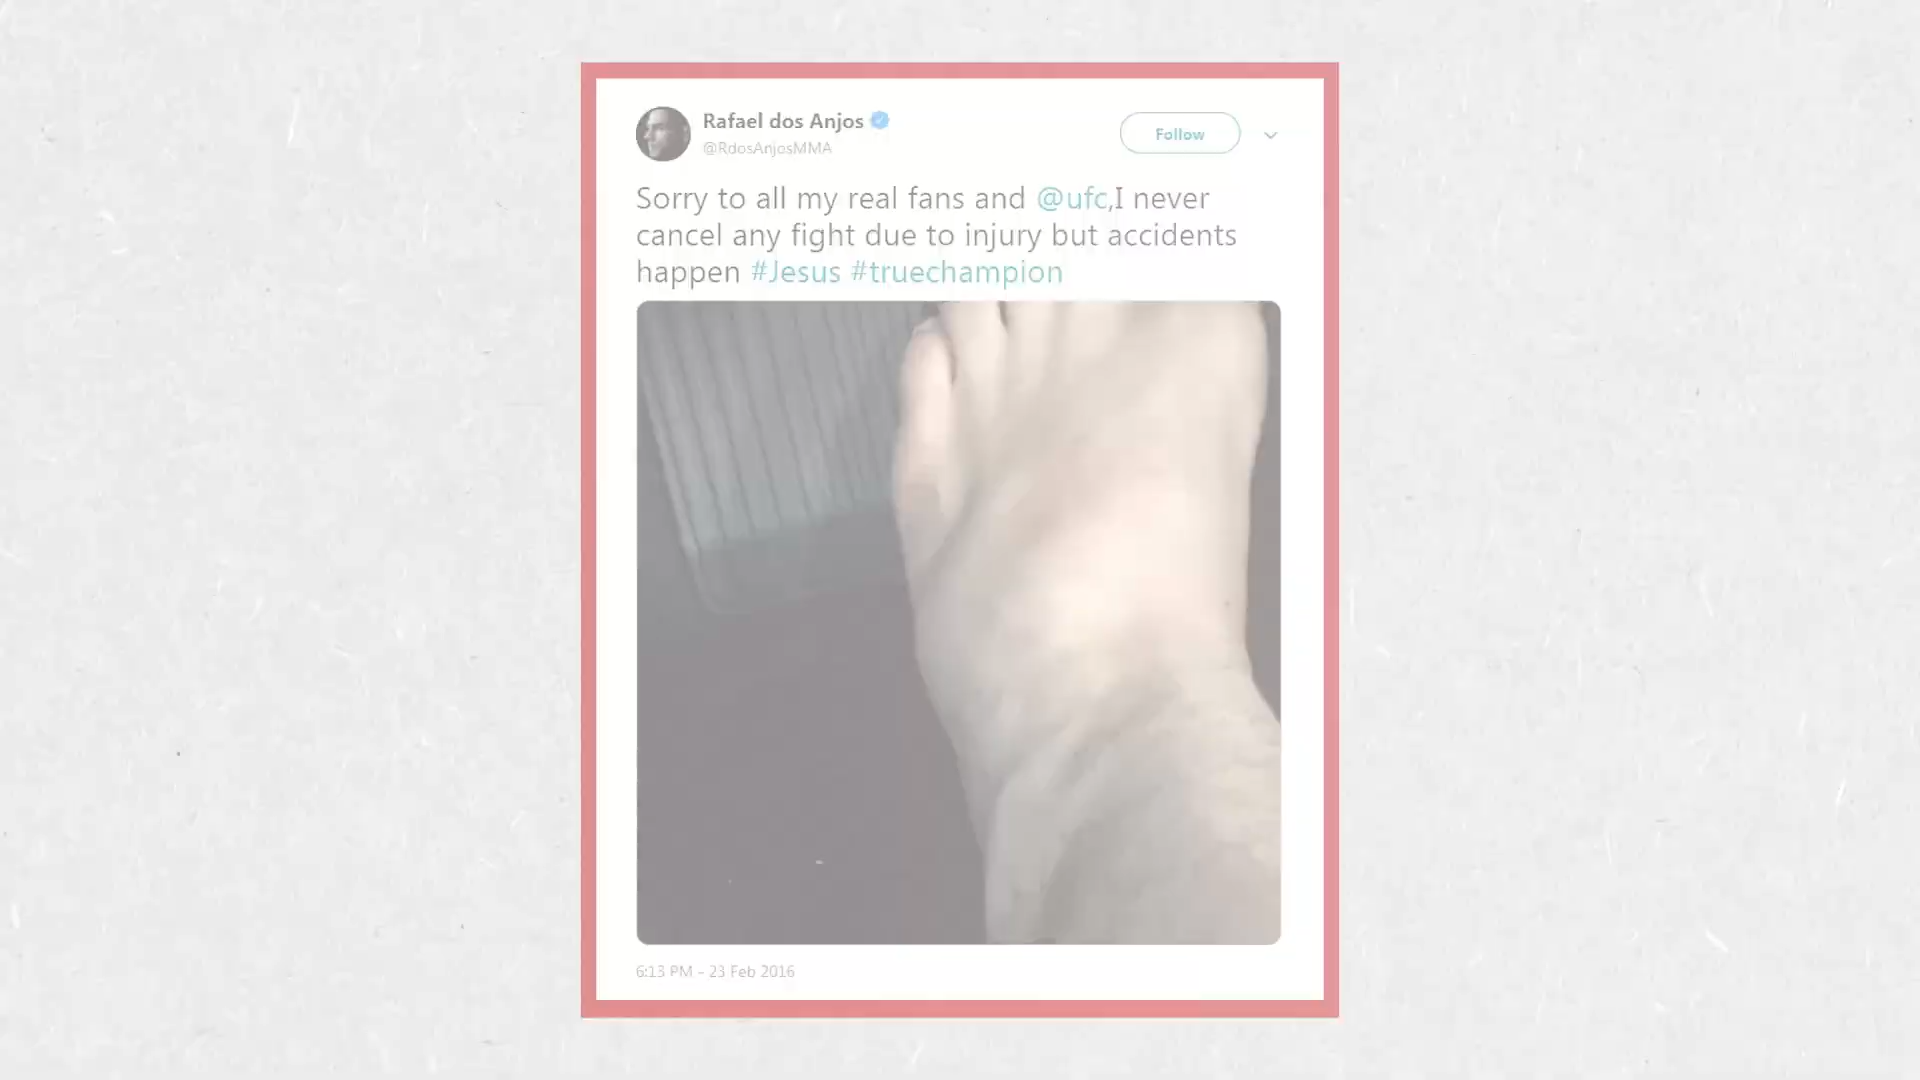 Rafael dos Anjos
@RdosAnjosMMA
Follow
Sorry to all my real fans and @ufc,I never
cancel any fight due to injury but accidents
happen #Jesus #truechampion
6:13 PM - 23 Feb 2016